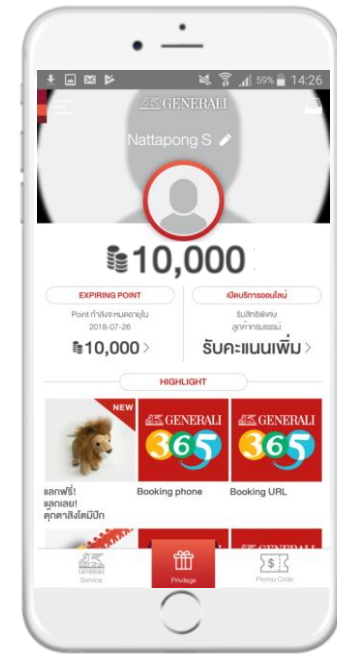 59% 14:26
GENERALI
Nattapong S
10,000
EXPIRING POINT
Point กำลังจะหมดอายุใน
2018-07-26
10,000 >
เปิดบริการออนไลน์
รับสิทธิพิเศษ
ลูกค้ากรมธรรม์
รับคะแนนเพิ่ม >
HIGHLIGHT
NEW
GENERALI
365
GENERALI
365
แลกฟรี!
แลกเลย!
ตุ๊กตาสิงโตมีปีก
Booking phone
Booking URL
GENERALI
GENERALI
GENERALI
Service
Privilege
$
Promo Code